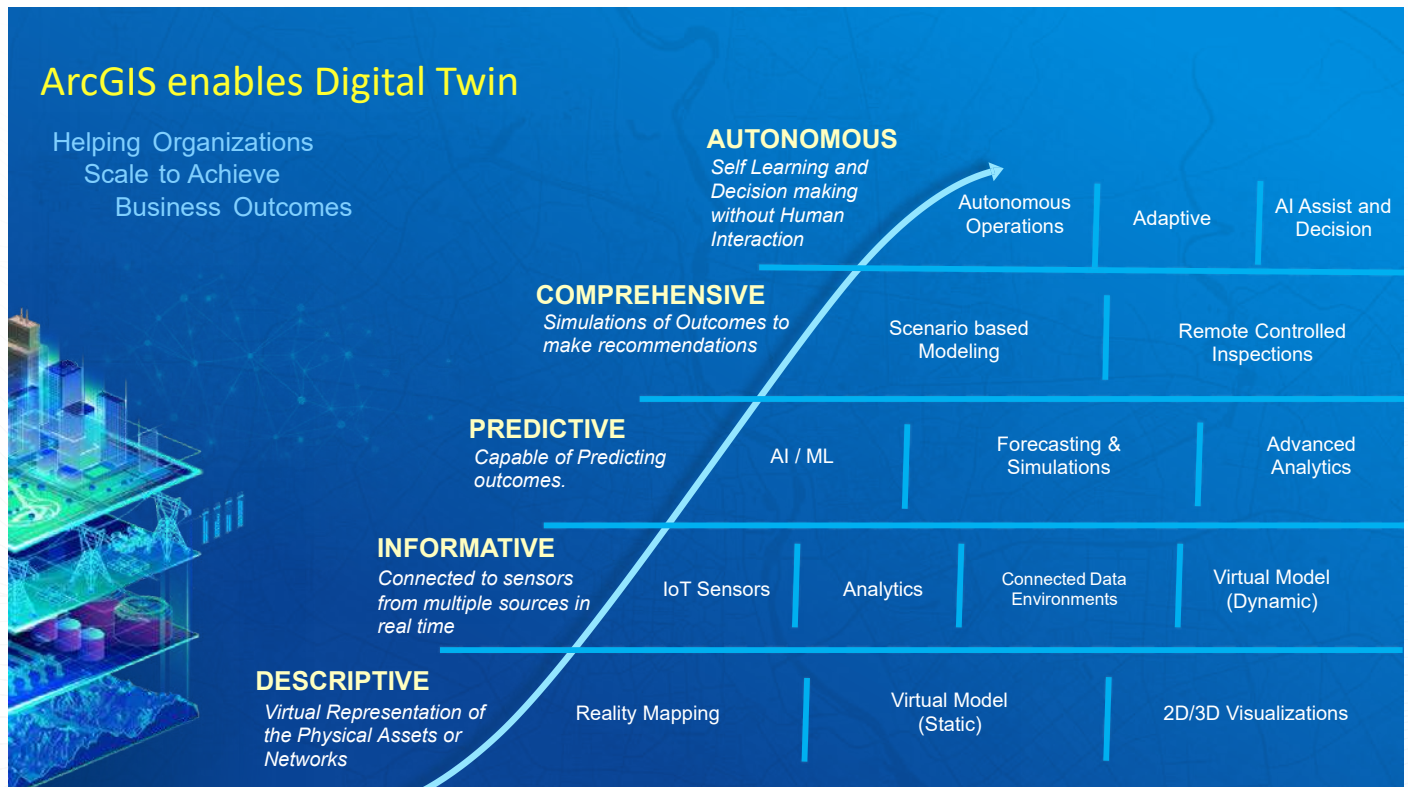 ArcGIS enables Digital Twin
Helping Organizations
Scale to Achieve
Business Outcomes
AUTONOMOUS
Self Learning and
Decision making
without Human
Interaction
Autonomous
Operations
Adaptive
AI Assist and
Decision
COMPREHENSIVE
Simulations of Outcomes to
make recommendations
Scenario based
Modeling
Remote Controlled
Inspections
PREDICTIVE
Capable of Predicting
outcomes.
AI / ML
Forecasting &
Simulations
Advanced
Analytics
INFORMATIVE
Connected to sensors
from multiple sources in
real time
IoT Sensors
Analytics
Connected Data
Environments
Virtual Model
(Dynamic)
DESCRIPTIVE
Virtual Representation of
the Physical Assets or
Networks
Reality Mapping
Virtual Model
(Static)
2D/3D Visualizations